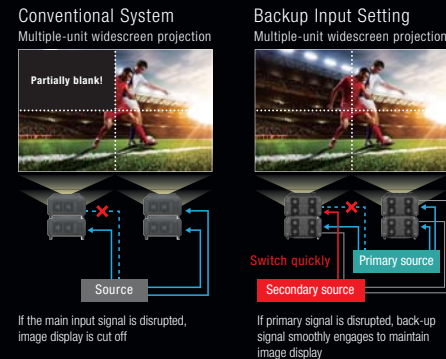 Conventional System
Multiple-unit widescreen projection
Partially blank!
Source
If the main input signal is disrupted,
image display is cut off
Backup Input Setting
Multiple-unit widescreen projection
Switch quickly
Primary source
Secondary source
If primary signal is disrupted, back-up
signal smoothly engages to maintain
image display